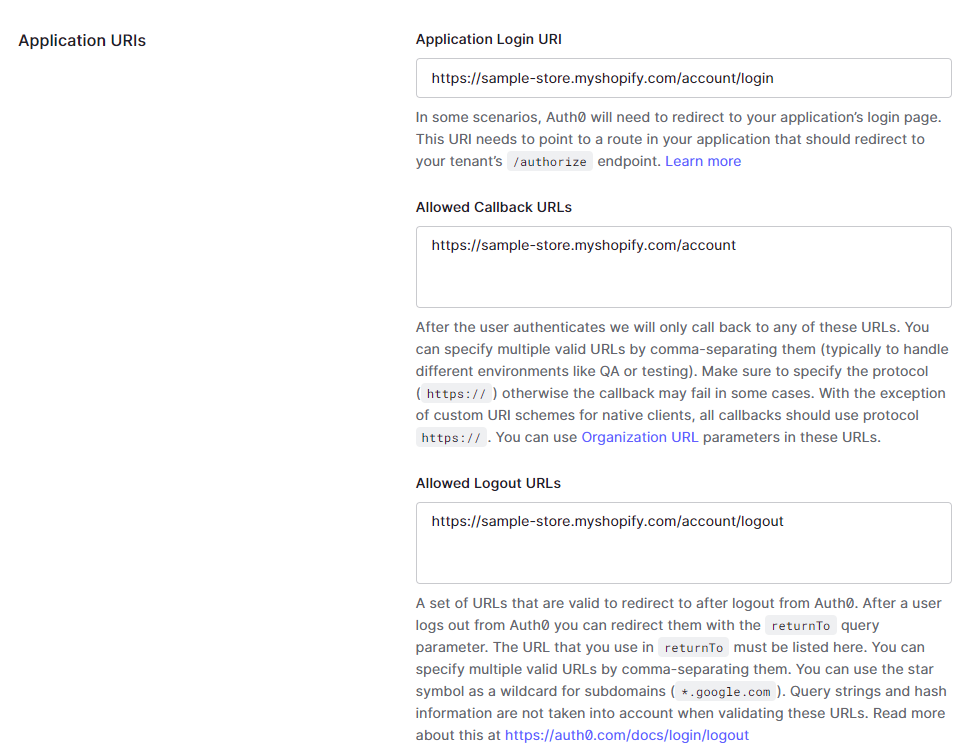 Application URIs
Application Login URI
https://sample-store.myshopify.com/account/login
In some scenarios, Auth0 will need to redirect to your application’s login page.
This URI needs to point to a route in your application that should redirect to
your tenant’s /authorize endpoint. Learn more
Allowed Callback URLs
https://sample-store.myshopify.com/account
After the user authenticates we will only call back to any of these URLs. You
can specify multiple valid URLs by comma-separating them (typically to handle
different environments like QA or testing). Make sure to specify the protocol
( https:// ) otherwise the callback may fail in some cases. With the exception
of custom URI schemes for native clients, all callbacks should use protocol
https:// . You can use Organization URL parameters in these URLs.
Allowed Logout URLs
https://sample-store.myshopify.com/account/logout
A set of URLs that are valid to redirect to after logout from Auth0. After a user
logs out from Auth0 you can redirect them with the returnTo query
parameter. The URL that you use in returnTo must be listed here. You can
specify multiple valid URLs by comma-separating them. You can use the star
symbol as a wildcard for subdomains ( *.google.com ). Query strings and hash
information are not taken into account when validating these URLs. Read more
about this at https://auth0.com/docs/login/logout